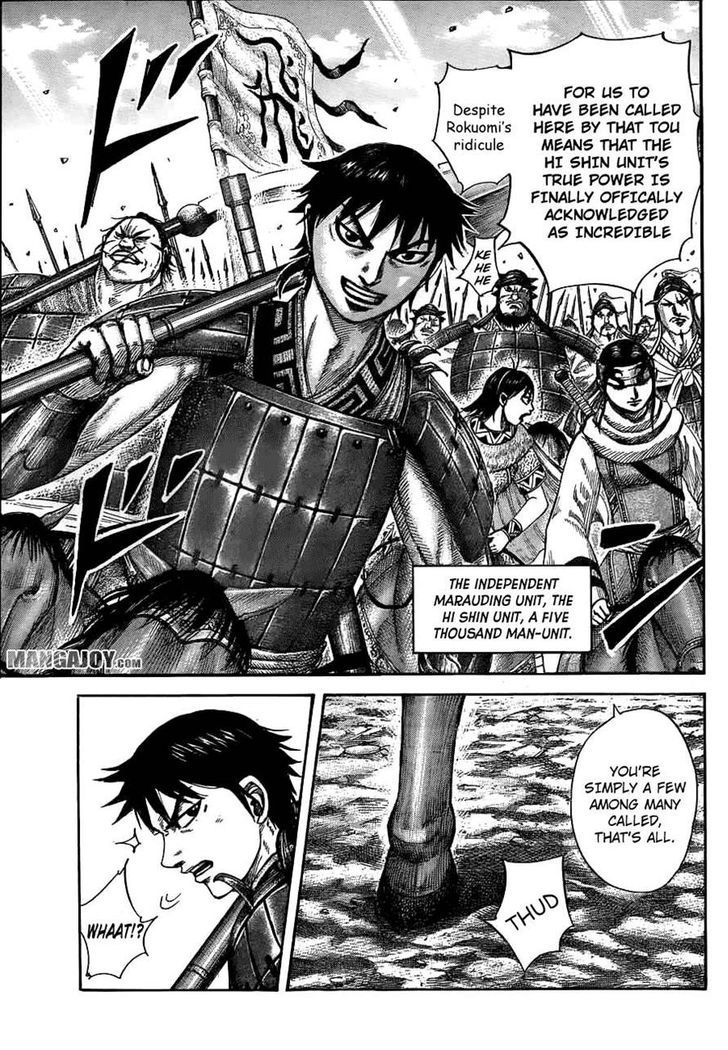 FOR US TO
HAVE BEEN CALLED
HERE BY THAT TOU
MEANS THAT THE
HI SHIN UNIT'S
TRUE POWER IS
FINALLY OFFICALLY
ACKNOWLEDGED
AS INCREDIBLE
Despite
Rokuomi's
ridicule
KE
HE
HE
ド
ド
飛
THE INDEPENDENT
MARAUDING UNIT, THE
HI SHIN UNIT, A FIVE
THOUSAND MAN-UNIT.
MANGAJOY.COM
YOU'RE
SIMPLY A FEW
AMONG MANY
CALLED,
THAT'S ALL.
THUD
WHAAT!?